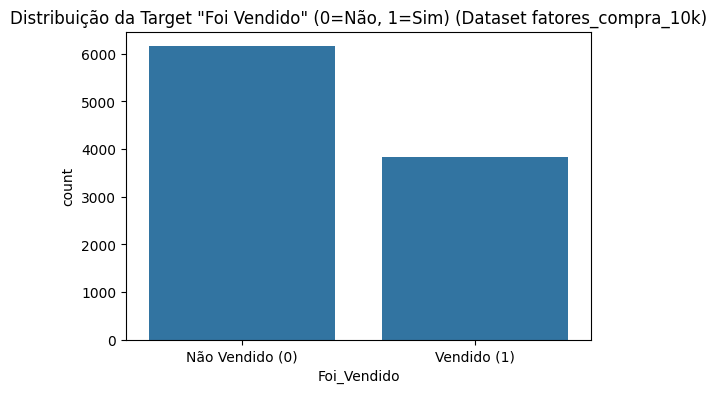 Distribuição da Target "Foi Vendido" (0=Não, 1=Sim) (Dataset fatores_compra_10k)
6000
5000
4000
3000
2000
1000
0
count
Não Vendido (0)
Vendido (1)
Foi_Vendido